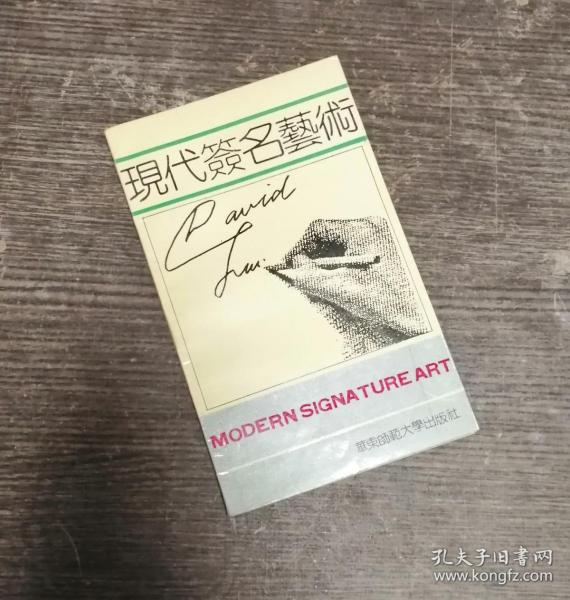 現代簽名藝術
David
MODERN SIGNATURE ART
華東師範大學出版社
孔夫子旧书网
www.kongfz.com